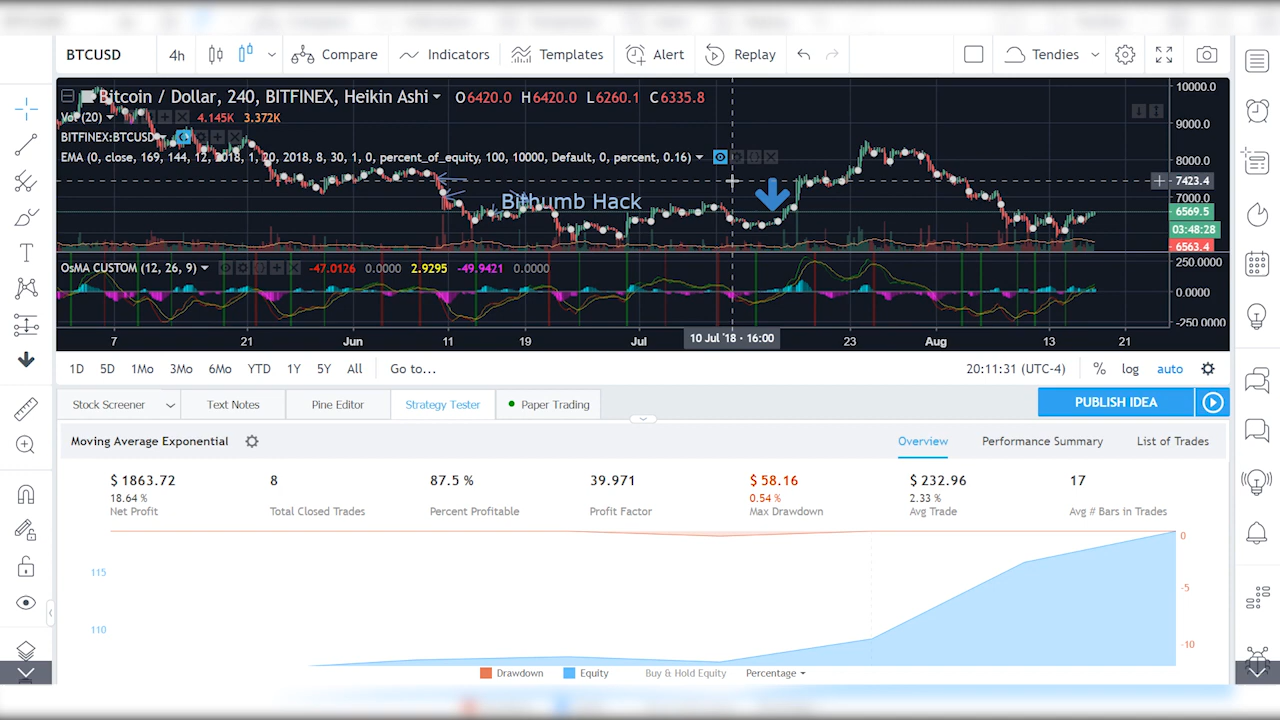 BTCUSD 4h Compare Indicators Templates Alert Replay Tendies
Bitcoin / Dollar, 240, BITFINEX, Heikin Ashi O6420.0 H6420.0 L6260.1 C6335.8
Vol (20) 4.145K 3.372K
BITFINEX:BTCUSD
EMA (0, close, 169, 144, 12, 2018, 1, 20, 2018, 8, 30, 1, 0, percent_of_equity, 100, 10000, default, 0, percent, 0.16)
Bithumb Hack
10000.0
9000.0
8000.0
7423.4
7000.0
6569.5
03:48:28
6563.4
OsMA CUSTOM (12, 26, 9) -47.0126 0.0000 2.9295 -49.9421 0.0000
250.0000
0.0000
-250.0000
7 21 Jun 11 19 Jul 10 Jul '18 - 16:00 23 Aug 13 21
1D 5D 1Mo 3Mo 6Mo YTD 1Y 5Y All Go to... 20:11:31 (UTC-4) % log auto
Stock Screener Text Notes Pine Editor Strategy Tester Paper Trading PUBLISH IDEA
Moving Average Exponential Overview Performance Summary List of Trades
$ 1863.72 8 87.5 % 39.971 $ 58.16 $ 232.96 17
18.64 % 0.54 % 2.33 %
Net Profit Total Closed Trades Percent Profitable Profit Factor Max Drawdown Avg Trade Avg # Bars in Trades
0
115
-5
110
-10
Drawdown Equity Buy & Hold Equity Percentage